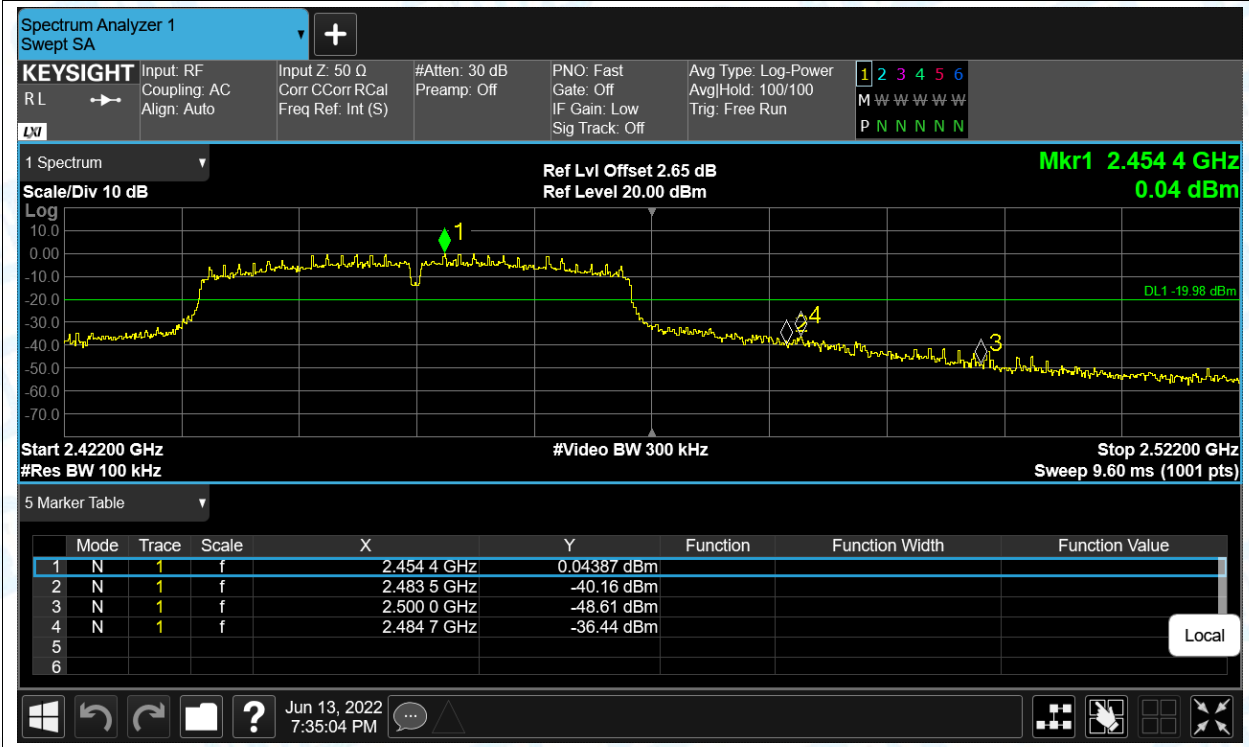 Spectrum Analyzer 1
Swept SA
+
KEYSIGHT
R L
LXI
Input: RF
Coupling: AC
Align: Auto
Input Z: 50 Ω
Corr CCorr RCal
Freq Ref: Int (S)
#Atten: 30 dB
Preamp: Off
PNO: Fast
Gate: Off
IF Gain: Low
Sig Track: Off
Avg Type: Log-Power
Avg|Hold: 100/100
Trig: Free Run
1 2 3 4 5 6
M W W W W W
P N N N N N
1 Spectrum
Scale/Div 10 dB
Ref Lvl Offset 2.65 dB
Ref Level 20.00 dBm
Mkr1 2.454 4 GHz
0.04 dBm
Log
10.0
0.00
-10.0
-20.0
-30.0
-40.0
-50.0
-60.0
-70.0
1
2
4
3
DL1 -19.98 dBm
Start 2.42200 GHz
#Res BW 100 kHz
#Video BW 300 kHz
Stop 2.52200 GHz
Sweep 9.60 ms (1001 pts)
5 Marker Table
Mode Trace Scale X Y Function Function Width Function Value
1 N 1 f 2.454 4 GHz 0.04387 dBm
2 N 1 f 2.483 5 GHz -40.16 dBm
3 N 1 f 2.500 0 GHz -48.61 dBm
4 N 1 f 2.484 7 GHz -36.44 dBm
5
6
Local
?
Jun 13, 2022
7:35:04 PM